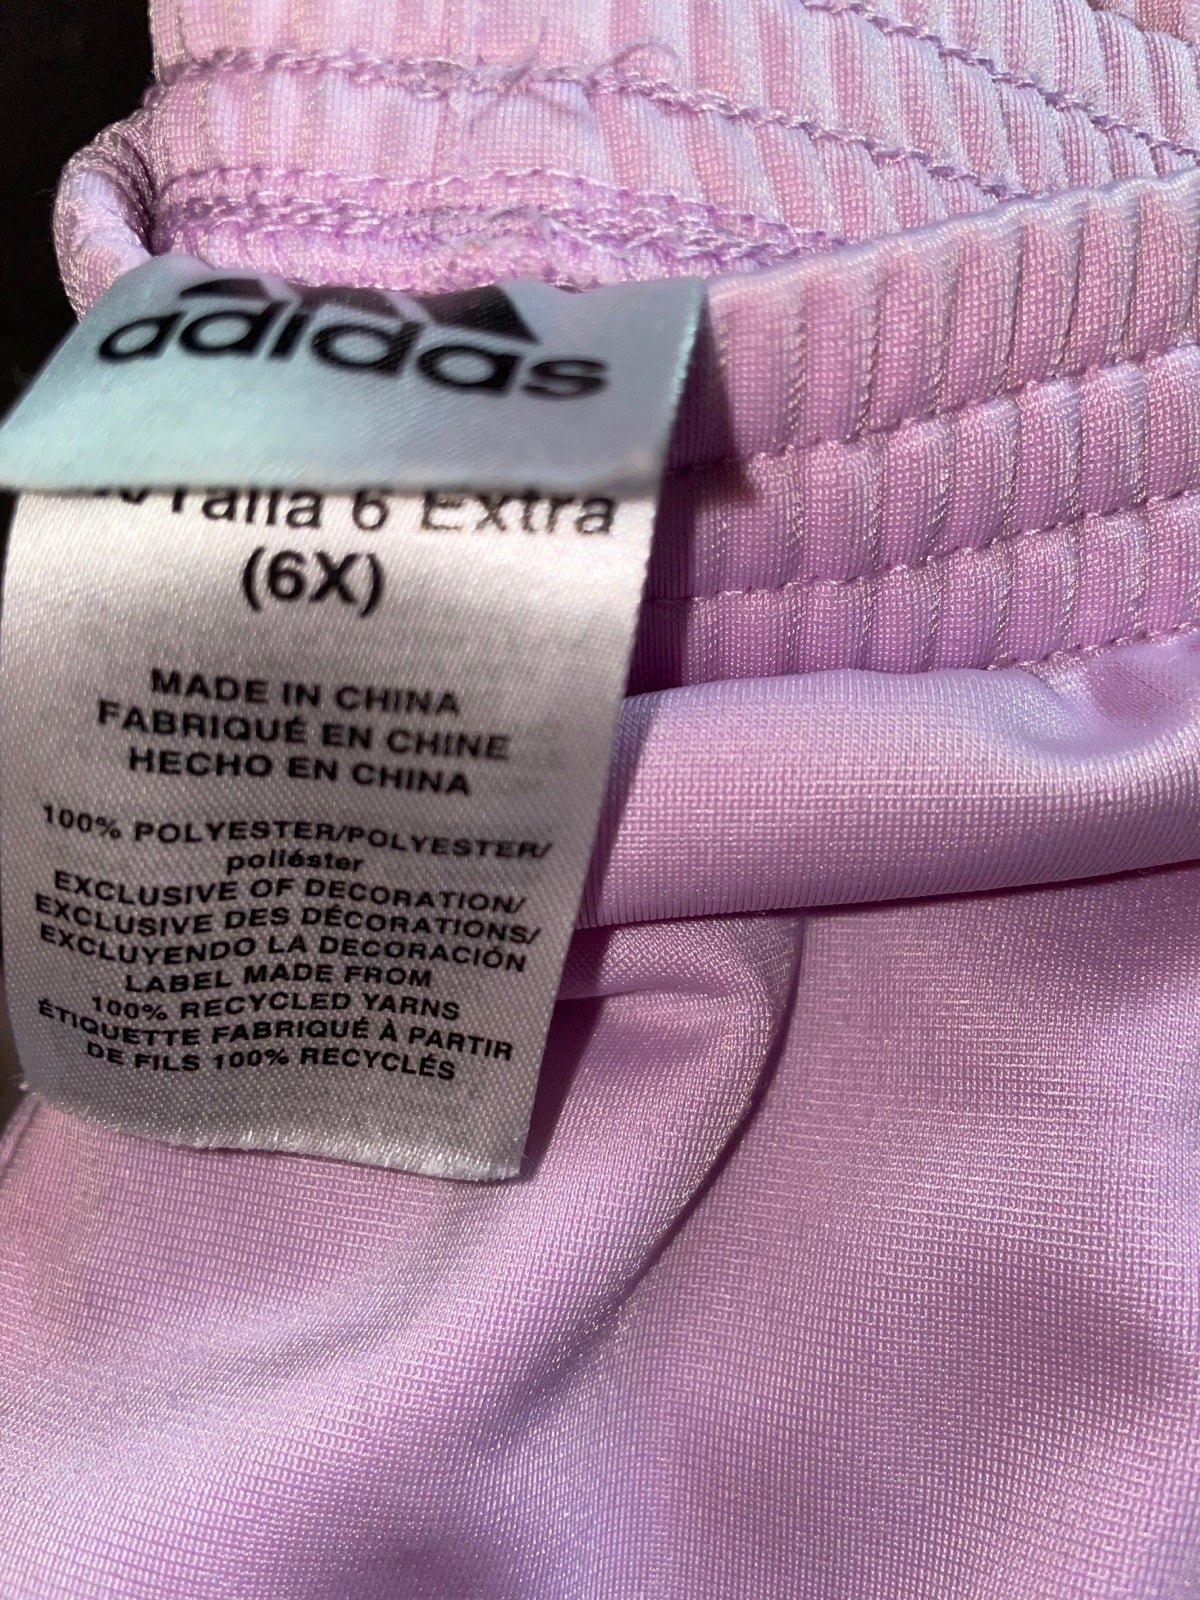 adidas
Talla 6 Extra
(6X)
MADE IN CHINA
FABRIQUÉ EN CHINE
HECHO EN CHINA
100% POLYESTER/POLYESTER/
poliéster
EXCLUSIVE OF DECORATION/
EXCLUSIVE DES DÉCORATIONS/
EXCLUYENDO LA DECORACIÓN
LABEL MADE FROM
100% RECYCLED YARNS
ÉTIQUETTE FABRIQUÉ À PARTIR
DE FILS 100% RECYCLÉS